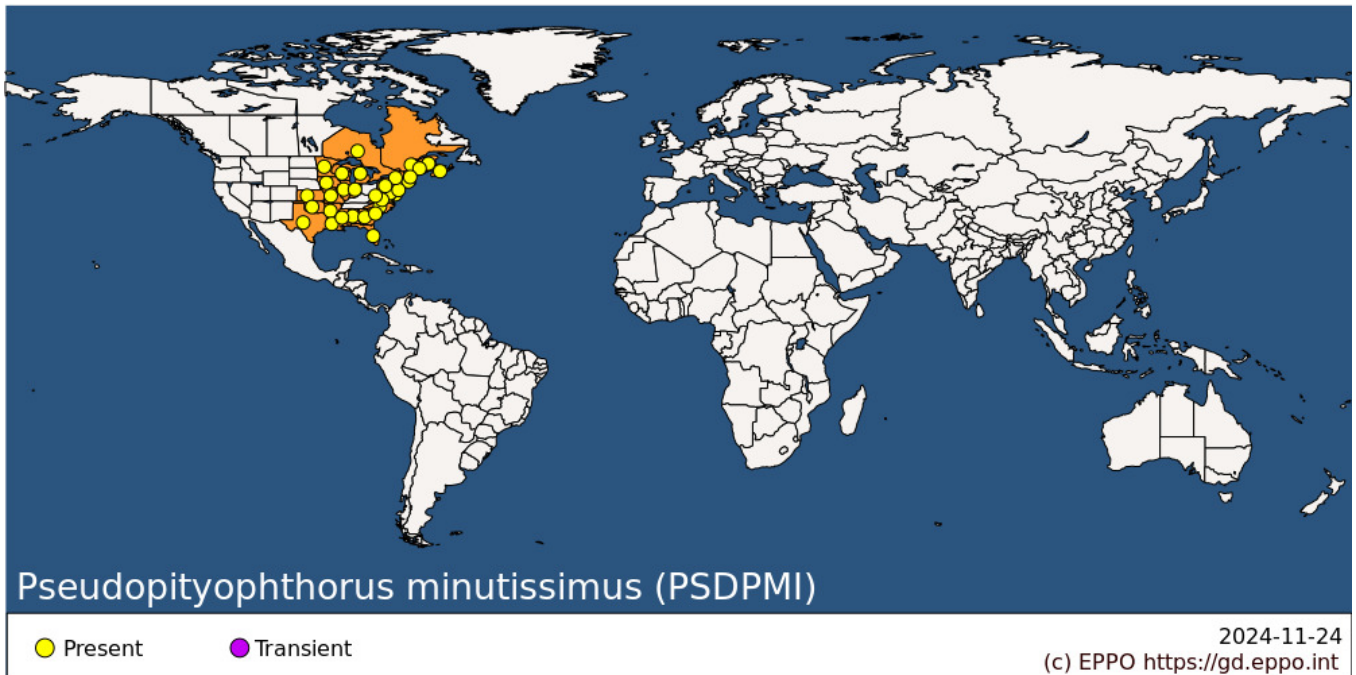 Pseudopityophthorus minutissimus (PSDPMI)
Present
Transient
2024-11-24
(c) EPPO https://gd.eppo.int